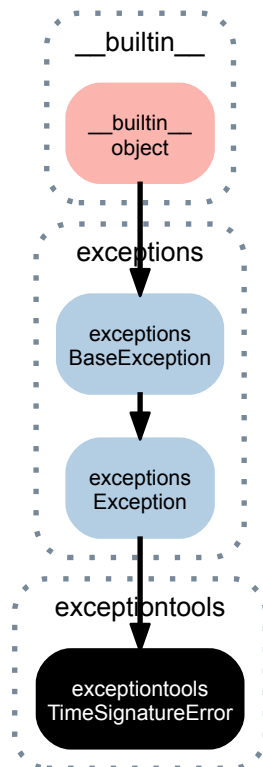 __builtin__
__builtin__
object
exceptions
exceptions
BaseException
exceptions
Exception
exceptiontools
exceptiontools
TimeSignatureError